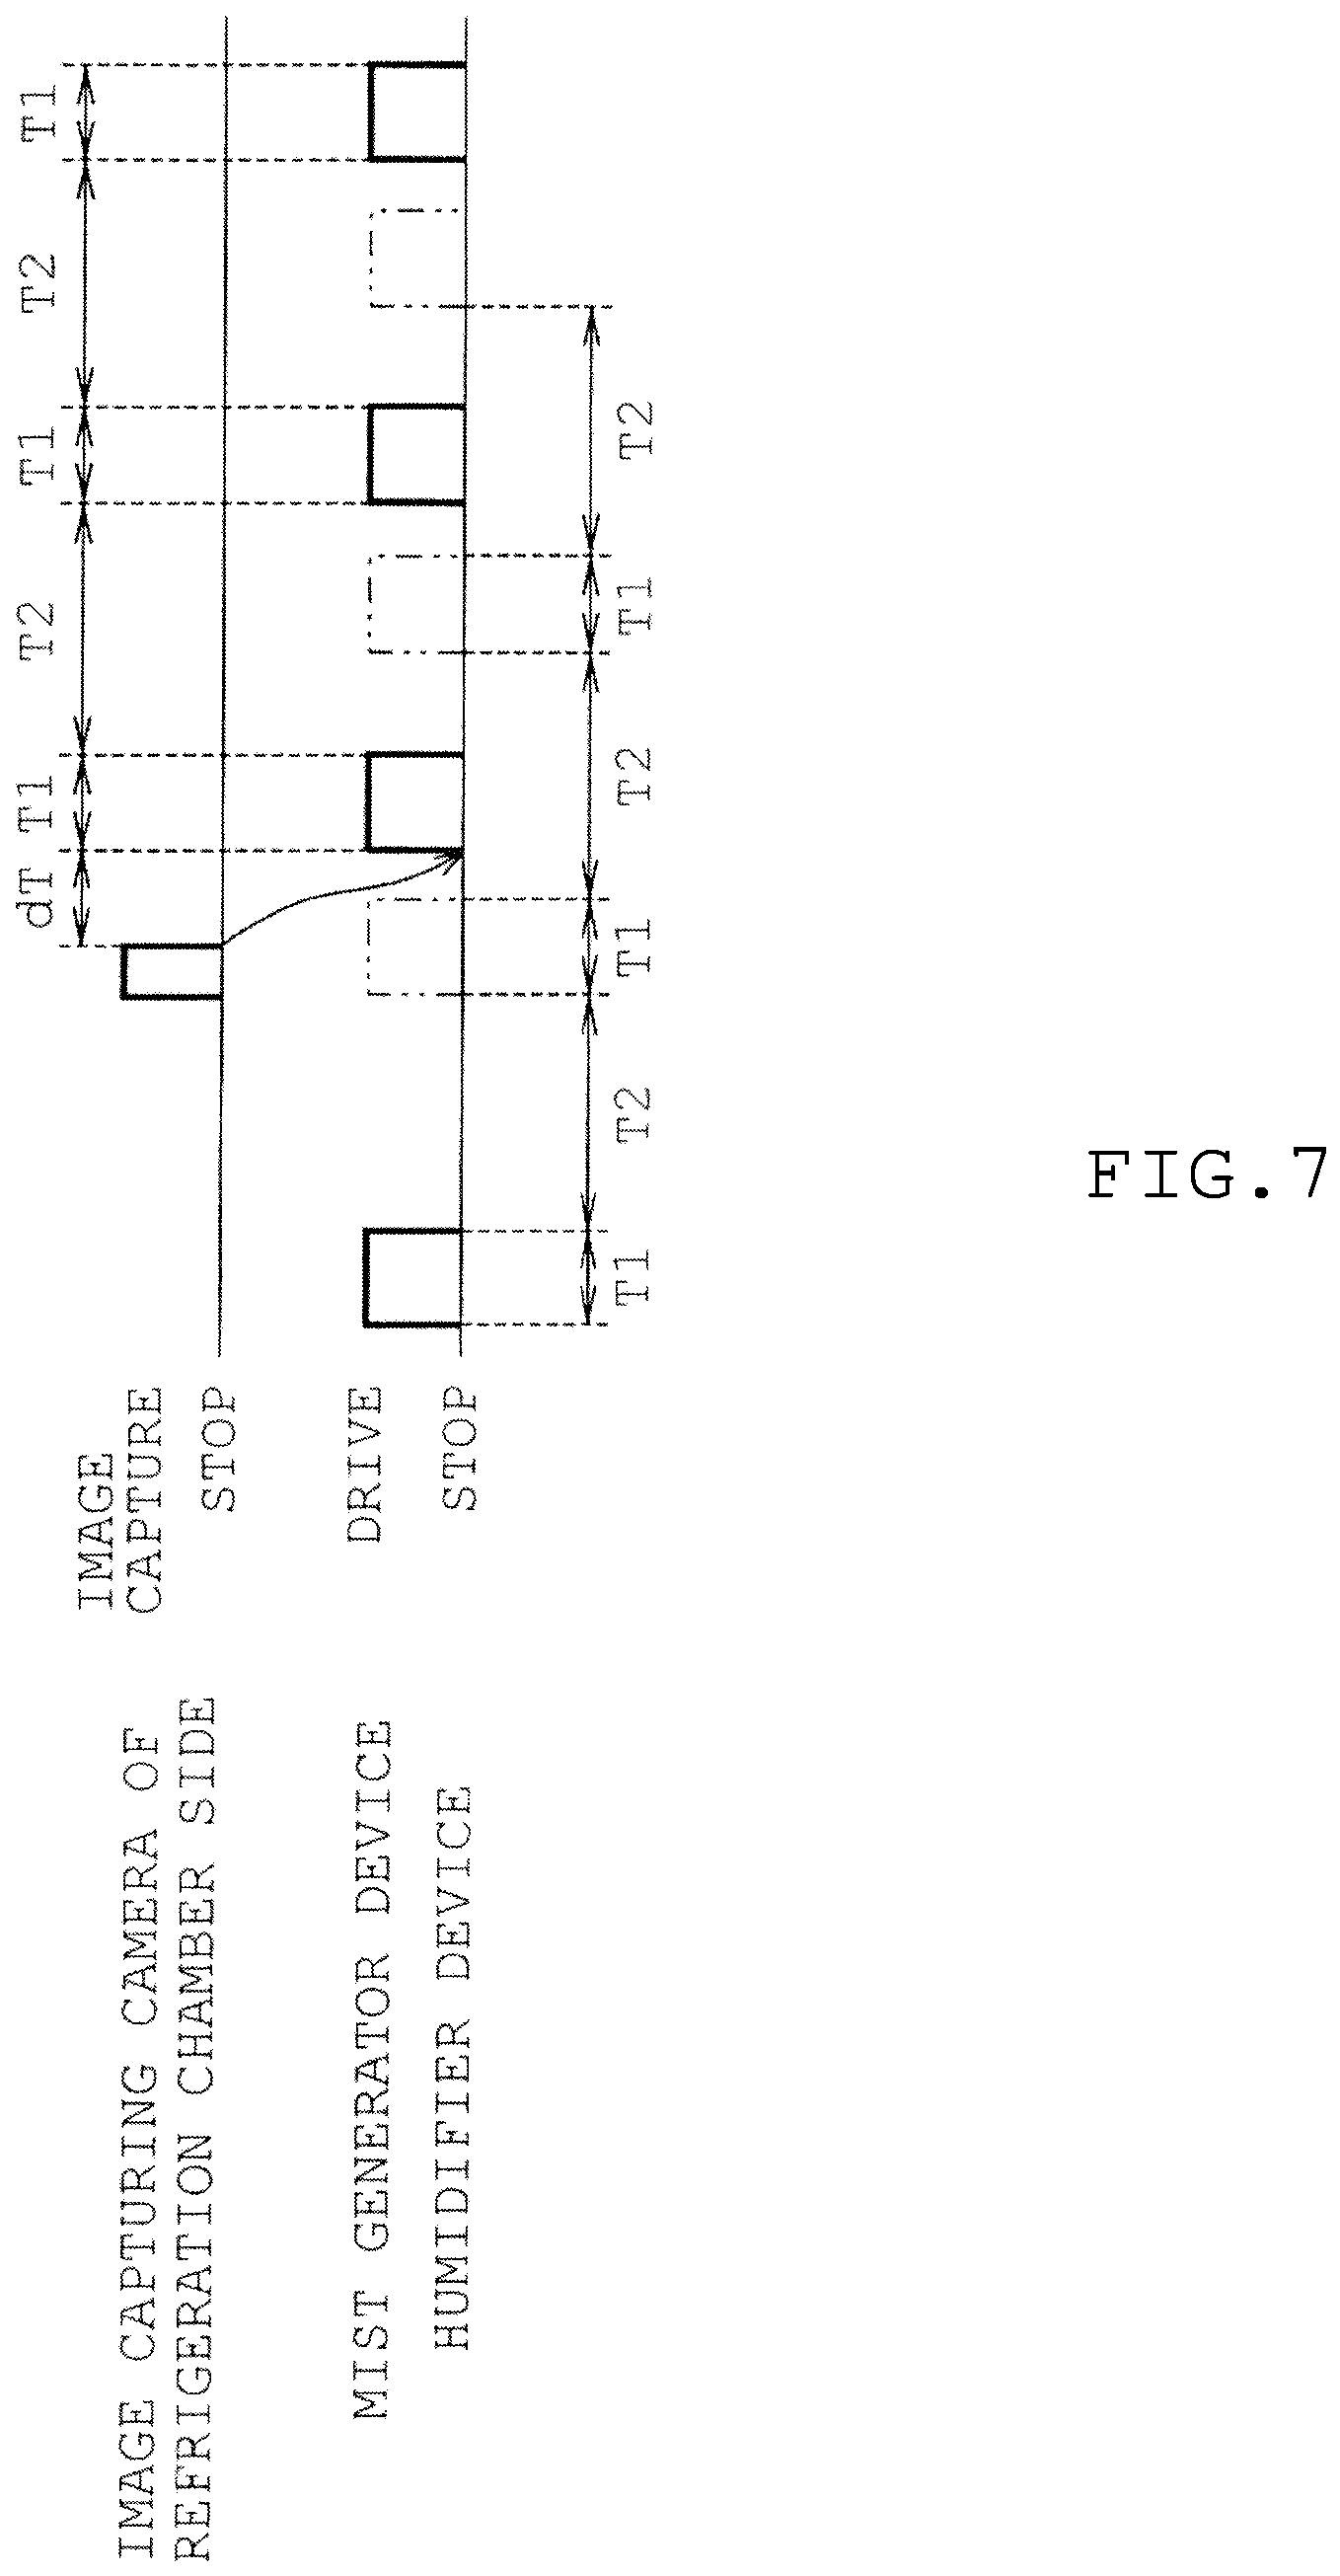 dT T1 T2 T1 T2 T1
IMAGE CAPTURING CAMERA OF
REFRIGERATION CHAMBER SIDE
IMAGE
CAPTURE
STOP
MIST GENERATOR DEVICE
HUMIDIFIER DEVICE
DRIVE
STOP
T1 T2 T1 T2 T1 T2
FIG.7